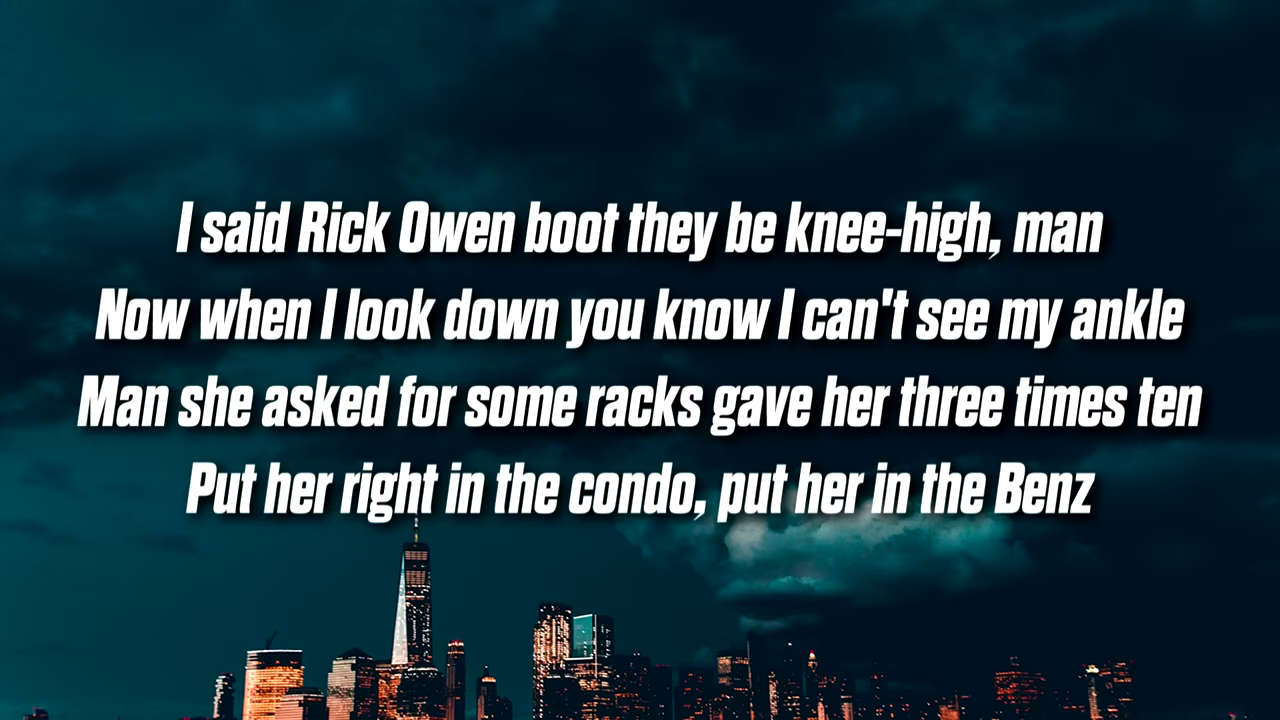 I said Rick Owen boot they be knee-high, man
Now when I look down you know I can't see my ankle
Man she asked for some racks gave her three times ten
Put her right in the condo, put her in the Benz